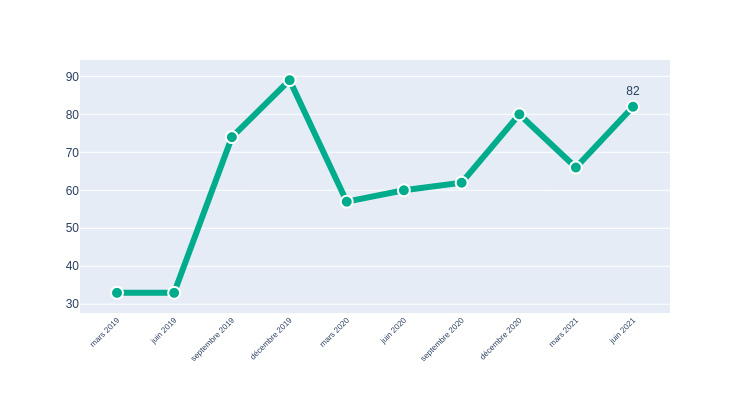 90
82
80
70
60
50
40
30
mars 2019
juin 2019
septembre 2019
décembre 2019
mars 2020
juin 2020
septembre 2020
décembre 2020
mars 2021
juin 2021